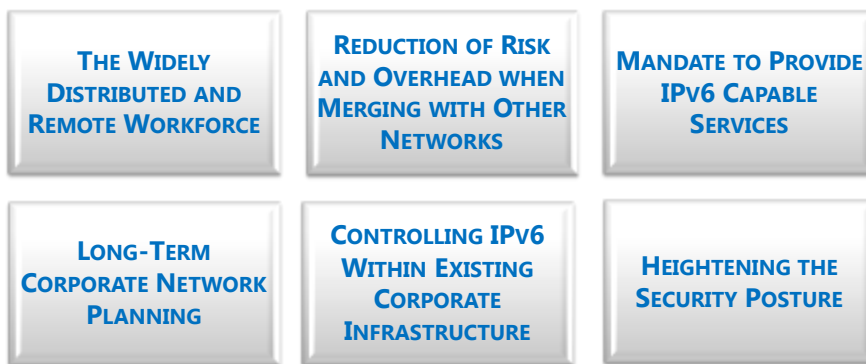 The Widely
Distributed and
Remote Workforce
Reduction of Risk
and Overhead when
Merging with Other
Networks
Mandate to Provide
IPv6 Capable
Services
Long-Term
Corporate Network
Planning
Controlling IPv6
Within Existing
Corporate
Infrastructure
Heightening the
Security Posture